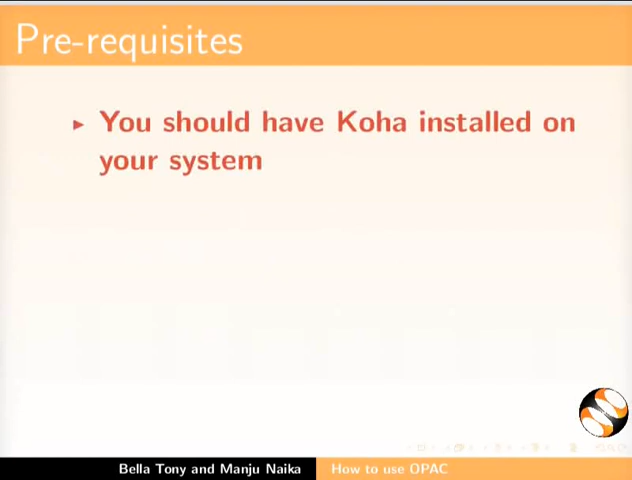 Pre-requisites
You should have Koha installed on
your system
Bella Tony and Manju Naika
How to use OPAC